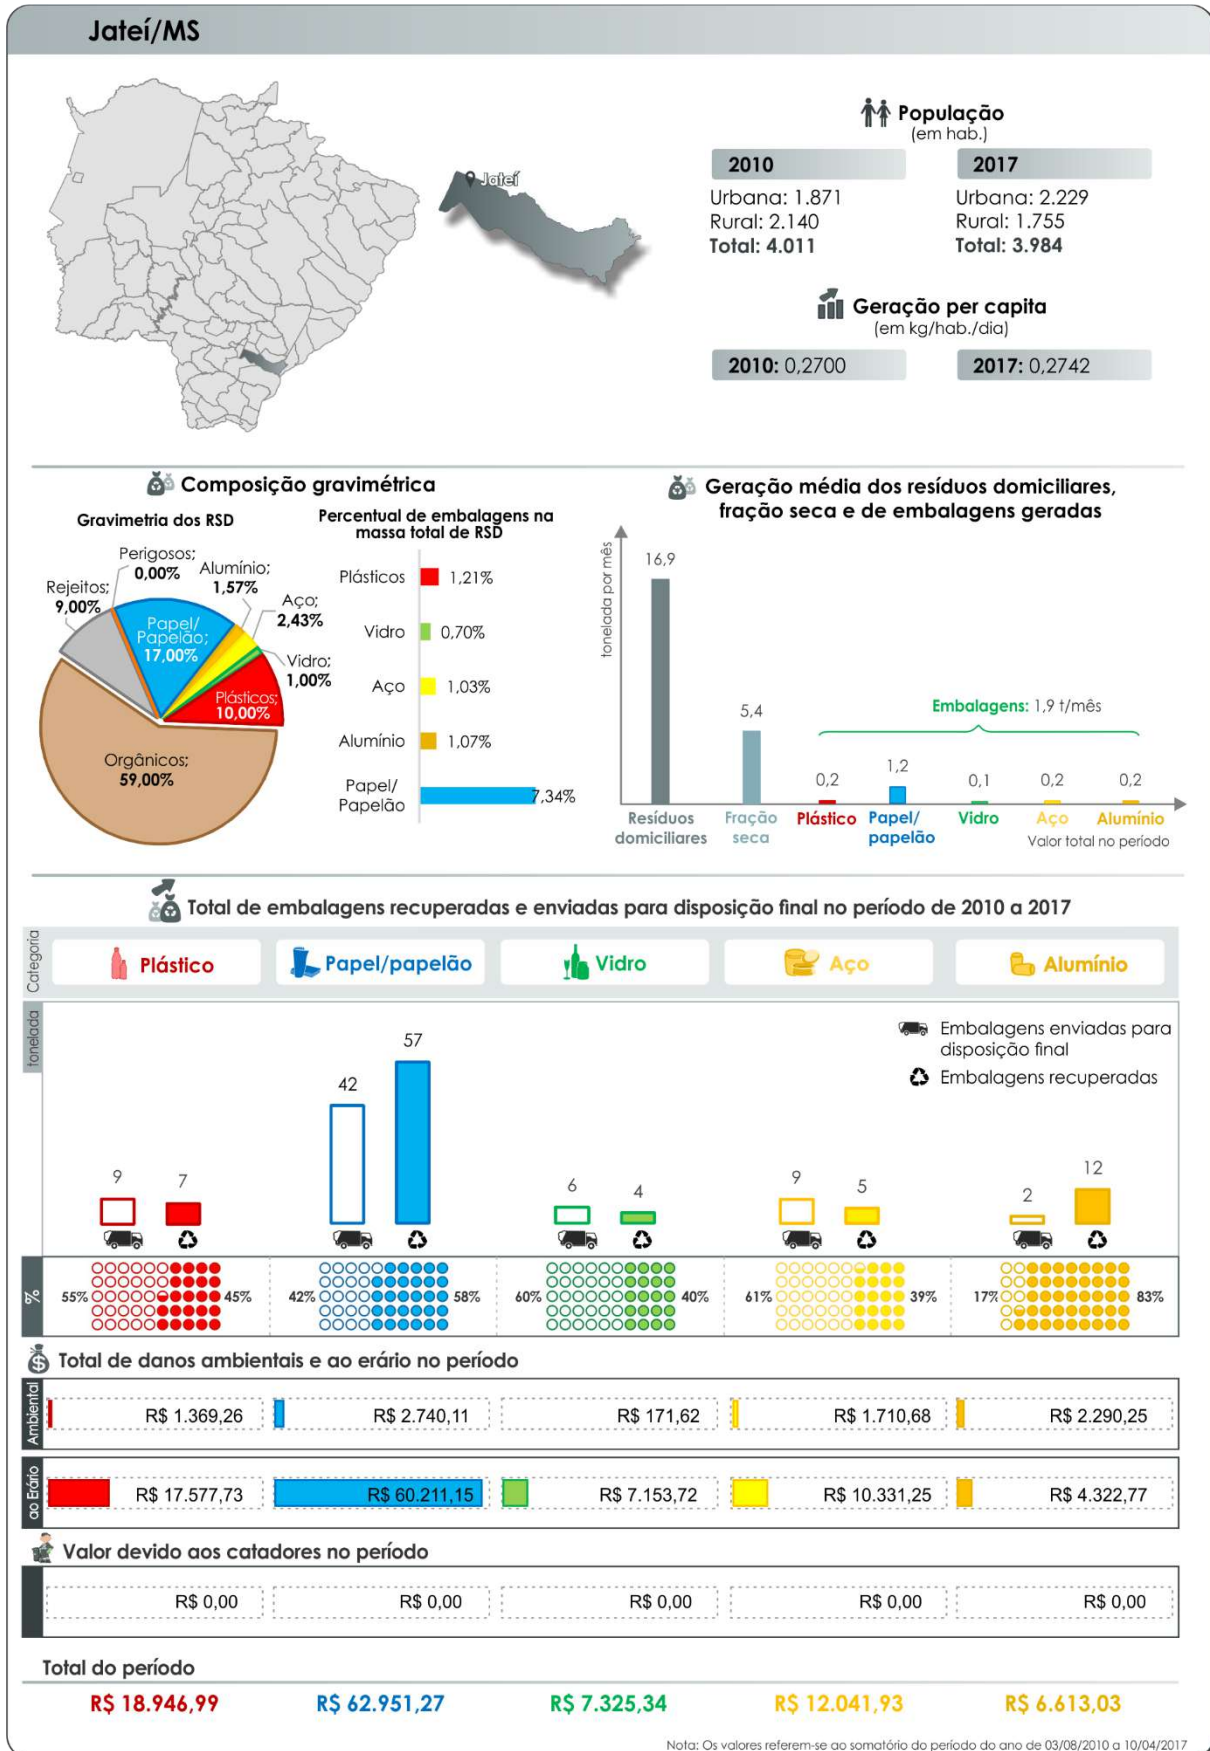 Jateí/MS
Jateí
População
(em hab.)
2010
Urbana: 1.871
Rural: 2.140
Total: 4.011
2017
Urbana: 2.229
Rural: 1.755
Total: 3.984
Geração per capita
(em kg/hab./dia)
2010: 0,2700
2017: 0,2742
Composição gravimétrica
Gravimetria dos RSD
Perigosos;
0,00%
Alumínio;
1,57%
Rejeitos;
9,00%
Aço;
2,43%
Papel/
Papelão;
17,00%
Vidro;
1,00%
Plásticos;
10,00%
Orgânicos;
59,00%
Percentual de embalagens na
massa total de RSD
Plásticos
1,21%
Vidro
0,70%
Aço
1,03%
Alumínio
1,07%
Papel/
Papelão
7,34%
Geração média dos resíduos domiciliares,
fração seca e de embalagens geradas
tonelada por mês
16,9
5,4
Embalagens: 1,9 t/mês
0,2
1,2
0,1
0,2
0,2
Resíduos
domiciliares
Fração
seca
Plástico
Papel/
papelão
Vidro
Aço
Alumínio
Valor total no período
Total de embalagens recuperadas e enviadas para disposição final no período de 2010 a 2017
Categoria
Plástico
Papel/papelão
Vidro
Aço
Alumínio
tonelada
Embalagens enviadas para
disposição final
Embalagens recuperadas
9
7
42
57
6
4
9
5
2
12
%
55%
45%
42%
58%
60%
40%
61%
39%
17%
83%
Total de danos ambientais e ao erário no período
Ambiental
R$ 1.369,26
R$ 2.740,11
R$ 171,62
R$ 1.710,68
R$ 2.290,25
ao Erário
R$ 17.577,73
R$ 60.211,15
R$ 7.153,72
R$ 10.331,25
R$ 4.322,77
Valor devido aos catadores no período
R$ 0,00
R$ 0,00
R$ 0,00
R$ 0,00
R$ 0,00
Total do período
R$ 18.946,99
R$ 62.951,27
R$ 7.325,34
R$ 12.041,93
R$ 6.613,03
Nota: Os valores referem-se ao somatório do período do ano de 03/08/2010 a 10/04/2017